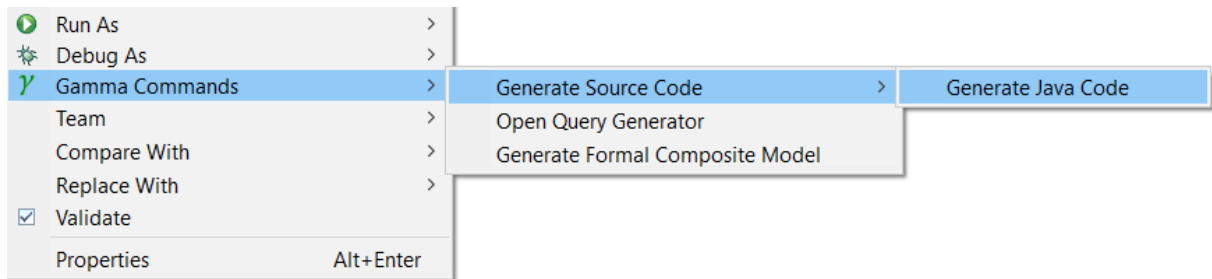 Run As
Debug As
γ Gamma Commands
Generate Source Code
Generate Java Code
Team
Open Query Generator
Compare With
Generate Formal Composite Model
Replace With
Validate
Properties Alt+Enter